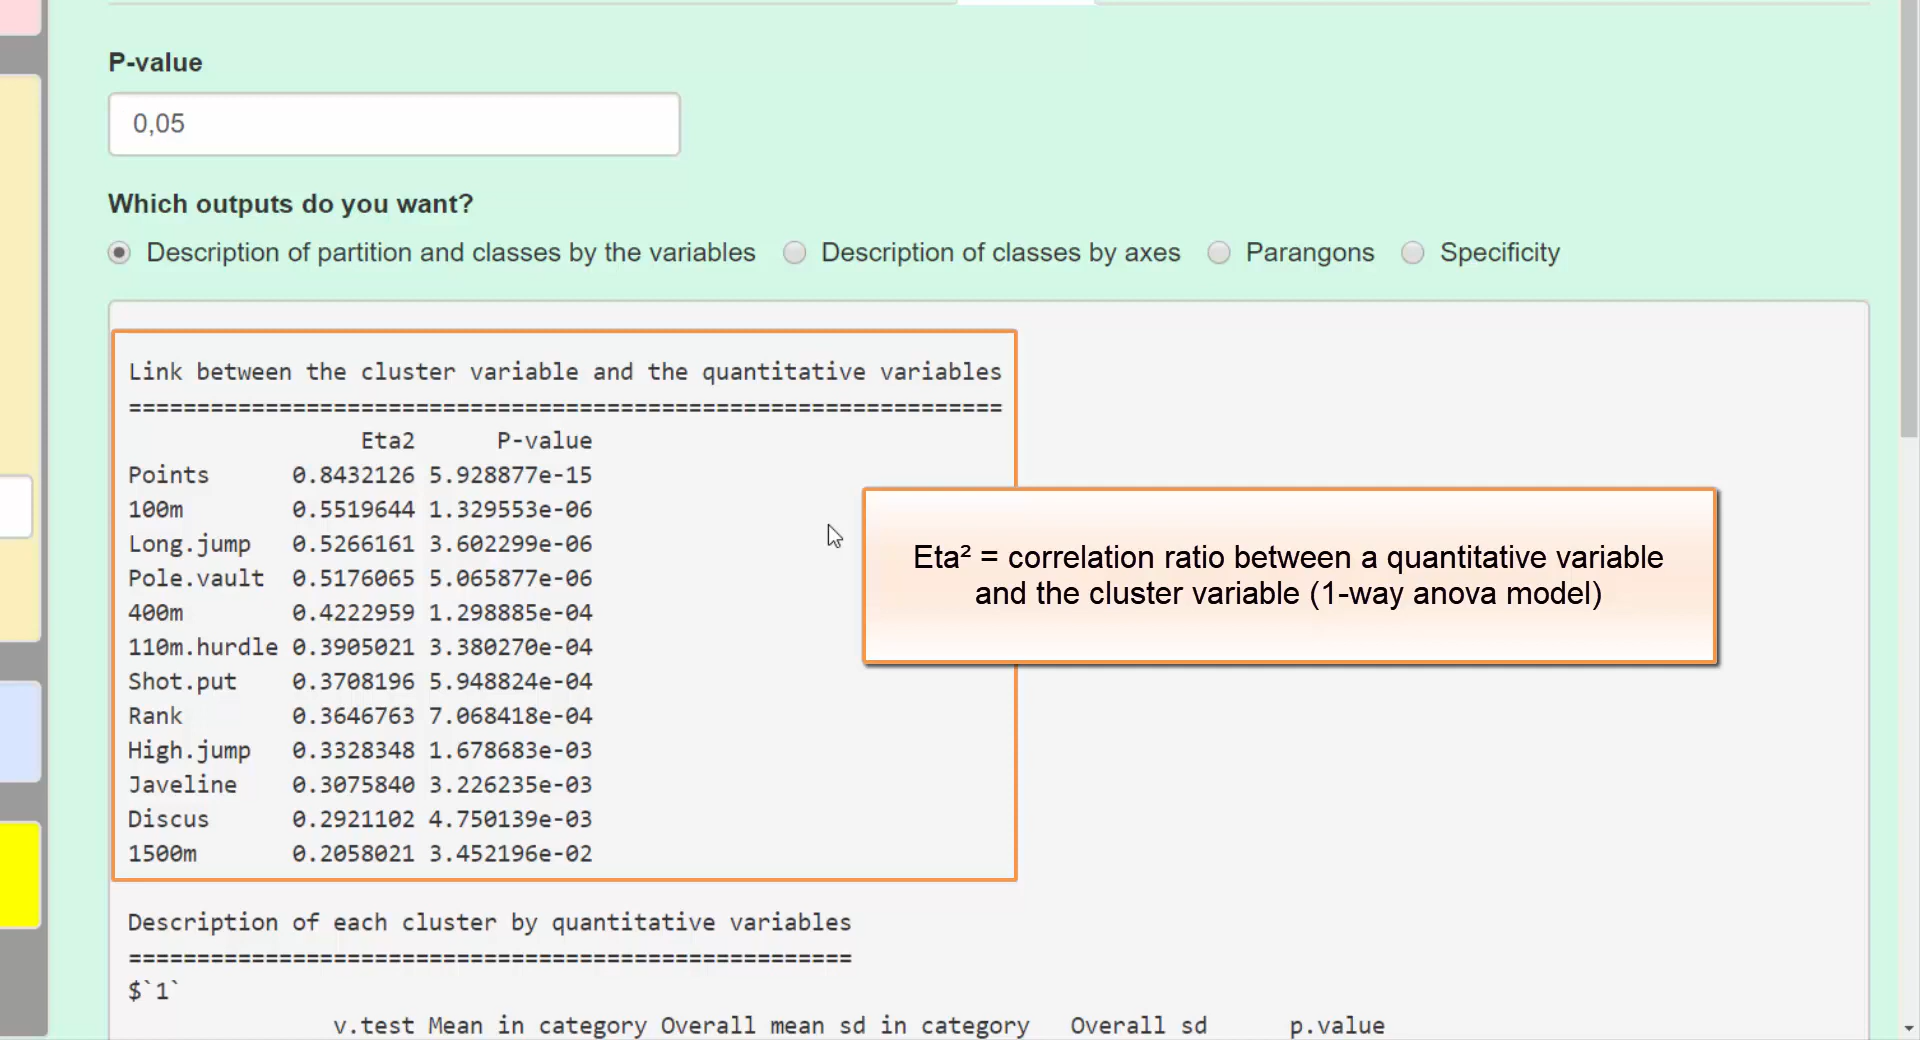 P-value
0,05
Which outputs do you want?
Description of partition and classes by the variables Description of classes by axes Parangons Specificity
Link between the cluster variable and the quantitative variables
================================================================
Eta2 P-value
Points 0.8432126 5.928877e-15
100m 0.5519644 1.329553e-06
Long.jump 0.5266161 3.602299e-06
Pole.vault 0.5176065 5.065877e-06
400m 0.4222959 1.298885e-04
110m.hurdle 0.3905021 3.380270e-04
Shot.put 0.3708196 5.948824e-04
Rank 0.3646763 7.068418e-04
High.jump 0.3328348 1.678683e-03
Javeline 0.3075840 3.226235e-03
Discus 0.2921102 4.750139e-03
1500m 0.2058021 3.452196e-02
Eta² = correlation ratio between a quantitative variable
and the cluster variable (1-way anova model)
Description of each cluster by quantitative variables
=====================================================
$`1`
v.test Mean in category Overall mean sd in category Overall sd p.value